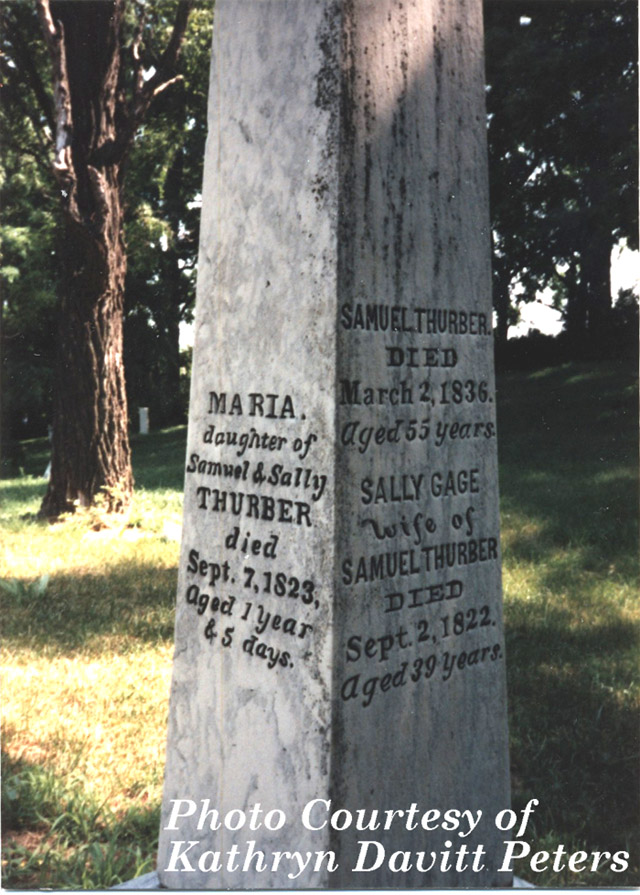 MARIA.
daughter of
Samuel & Sally
THURBER
died
Sept. 7, 1823,
Aged 1 year
& 5 days.
SAMUEL THURBER.
DIED
March 2, 1836.
Aged 55 years.
SALLY GAGE
Wife of
SAMUEL THURBER
DIED
Sept. 2, 1822.
Aged 39 years.
Photo Courtesy of
Kathryn Davitt Peters